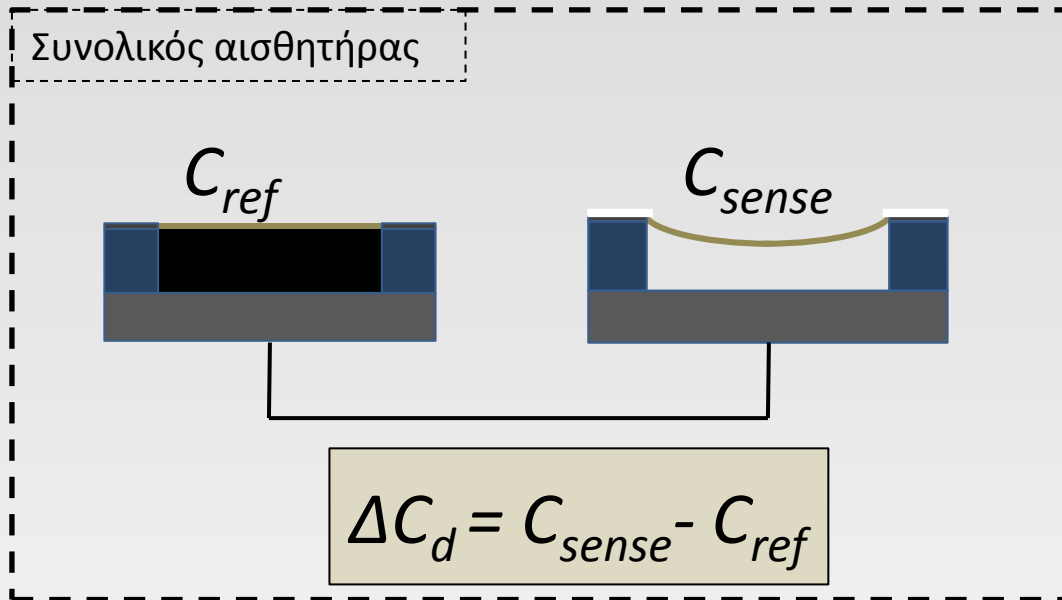 Συνολικός αισθητήρας
C_ref
C_sense
ΔC_d = C_sense - C_ref